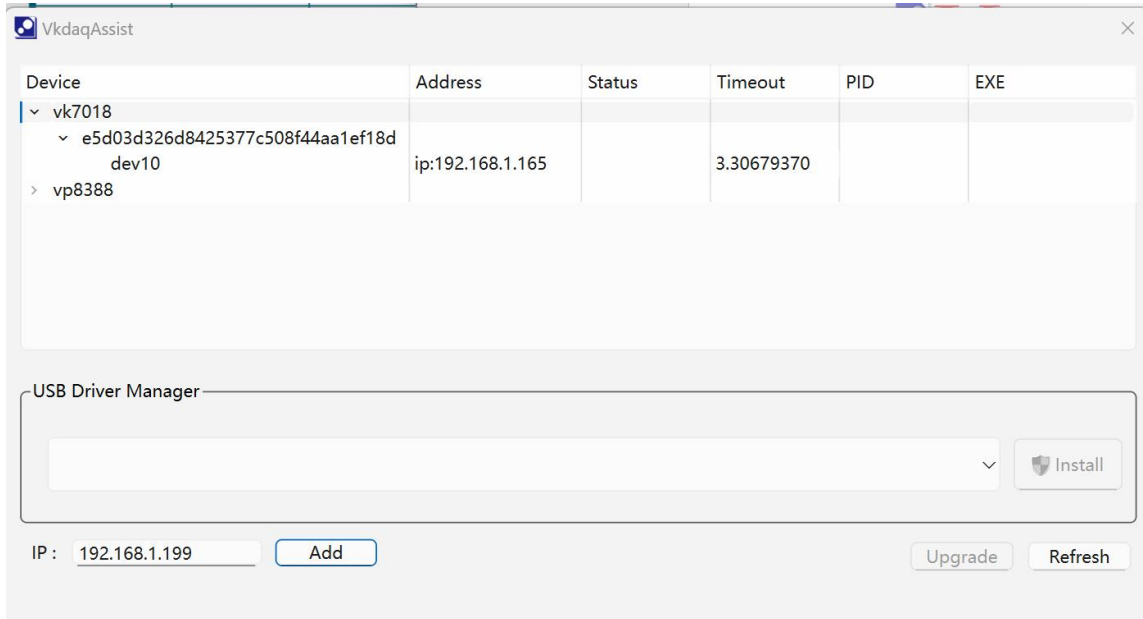 VkdaqAssist
Device Address Status Timeout PID EXE
vk7018
e5d03d326d8425377c508f44aa1ef18d
dev10 ip:192.168.1.165 3.30679370
vp8388
USB Driver Manager
Install
IP : 192.168.1.199 Add Upgrade Refresh